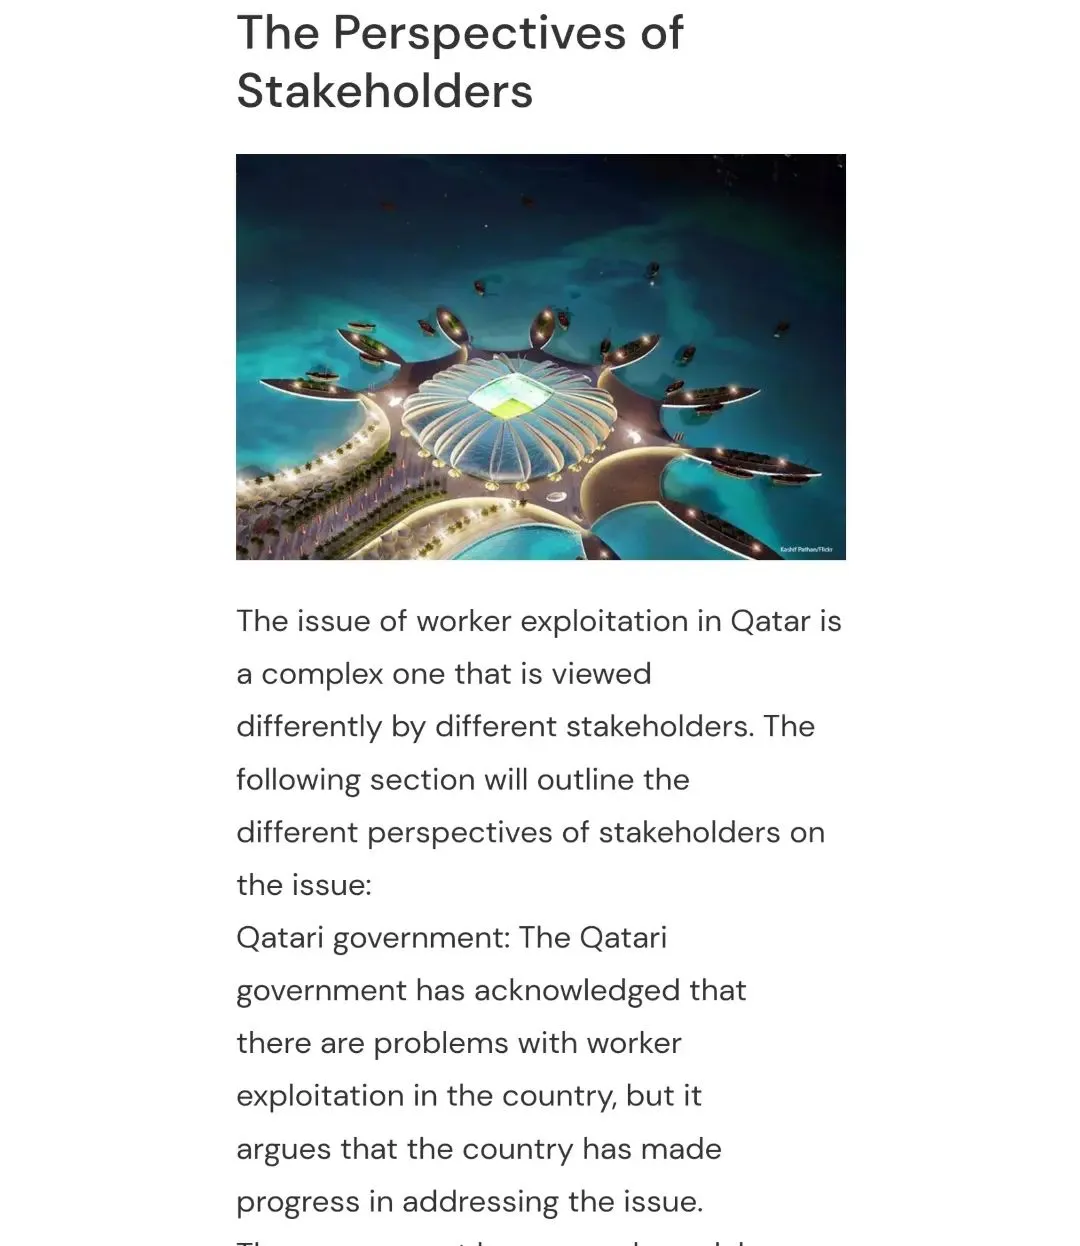 The Perspectives of
Stakeholders
Kashif Pathan/Flickr
The issue of worker exploitation in Qatar is
a complex one that is viewed
differently by different stakeholders. The
following section will outline the
different perspectives of stakeholders on
the issue:
Qatari government: The Qatari
government has acknowledged that
there are problems with worker
exploitation in the country, but it
argues that the country has made
progress in addressing the issue.